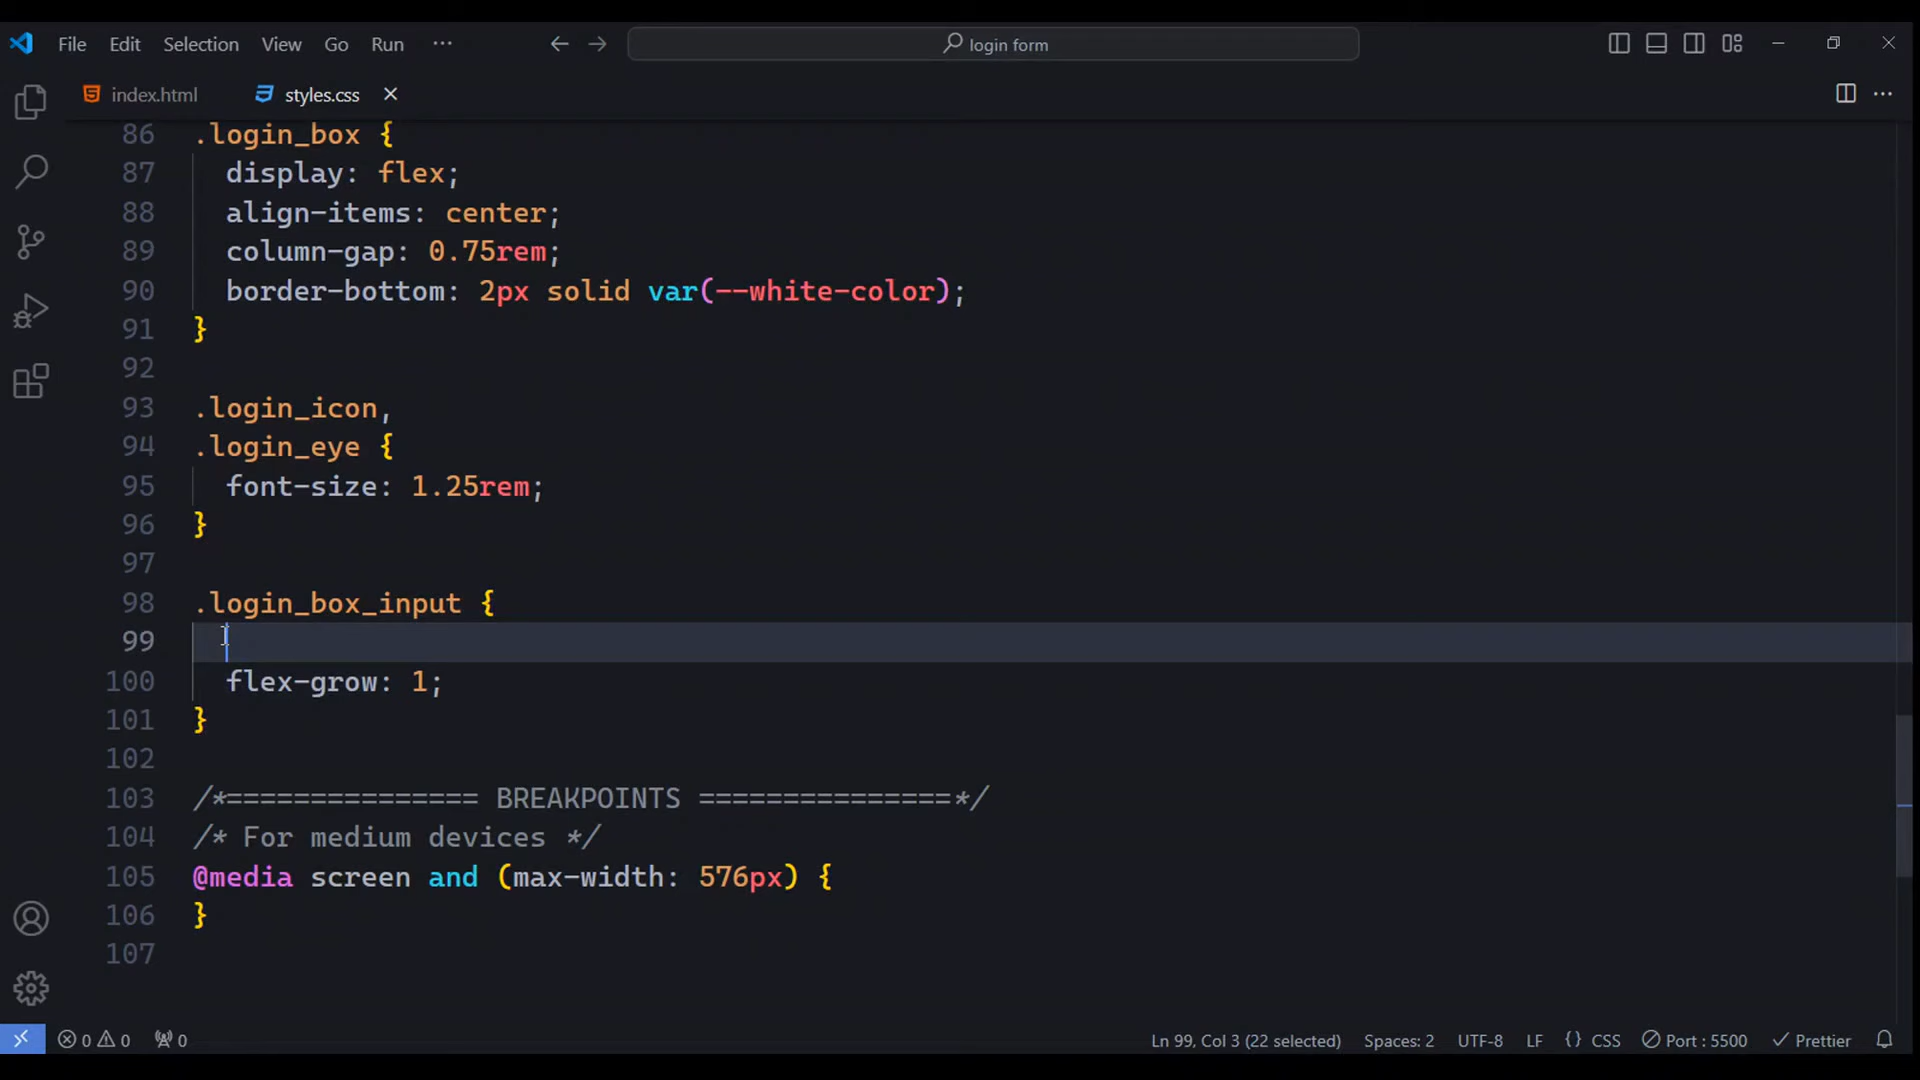 File Edit Selection View Go Run ··· ← → login form
index.html styles.css
86 .login_box {
87 display: flex;
88 align-items: center;
89 column-gap: 0.75rem;
90 border-bottom: 2px solid var(--white-color);
91 }
92
93 .login_icon,
94 .login_eye {
95 font-size: 1.25rem;
96 }
97
98 .login_box_input {
99
100 flex-grow: 1;
101 }
102
103 /*=============== BREAKPOINTS ===============*/
104 /* For medium devices */
105 @media screen and (max-width: 576px) {
106 }
107
0 0 0 Ln 99, Col 3 (22 selected) Spaces: 2 UTF-8 LF {} CSS Port : 5500 Prettier